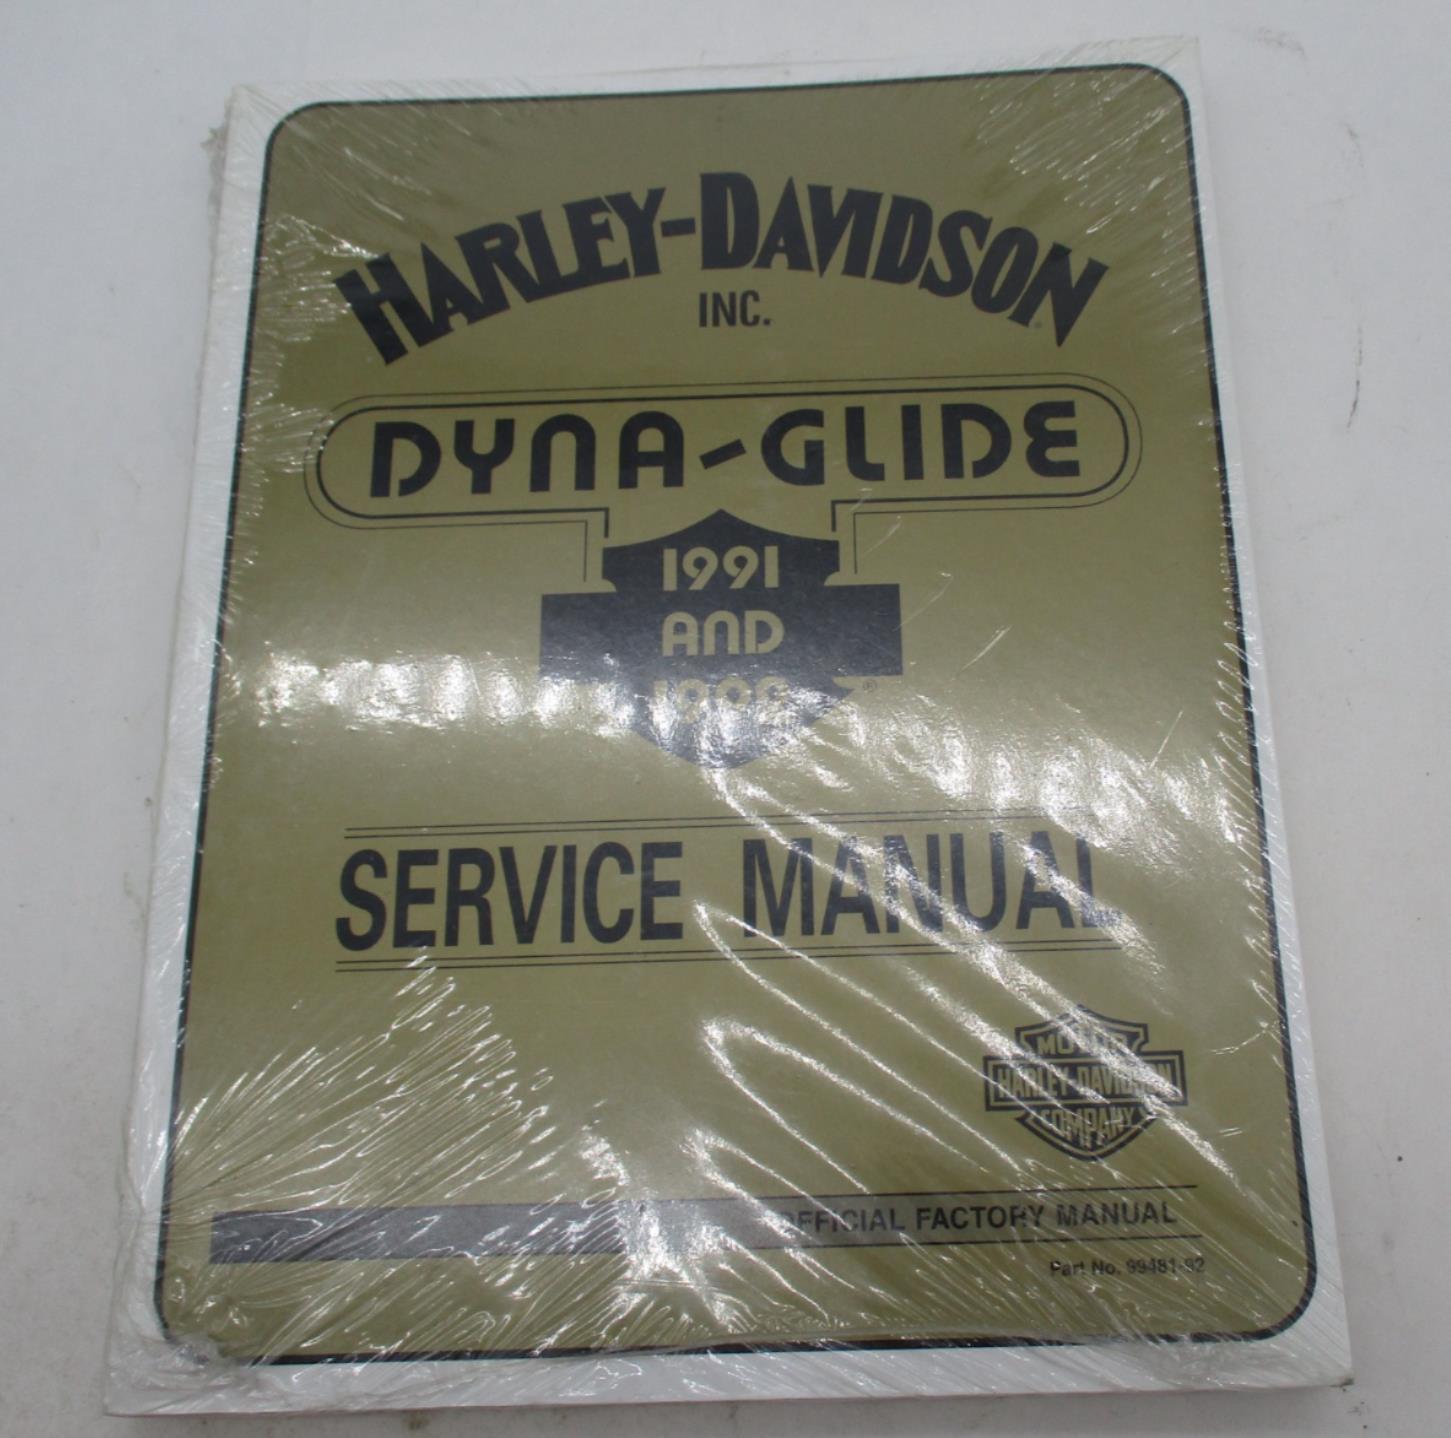 HARLEY-DAVIDSON
INC.
DYNA-GLIDE
1991
AND
®
SERVICE MANUAL
MOTOR
HARLEY-DAVIDSON
COMPANY
OFFICIAL FACTORY MANUAL
Part No. 99481-92